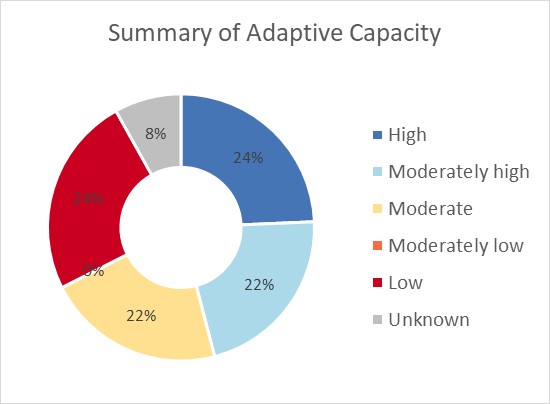 Summary of Adaptive Capacity
8%
24%
24%
0%
22%
22%
High
Moderately high
Moderate
Moderately low
Low
Unknown